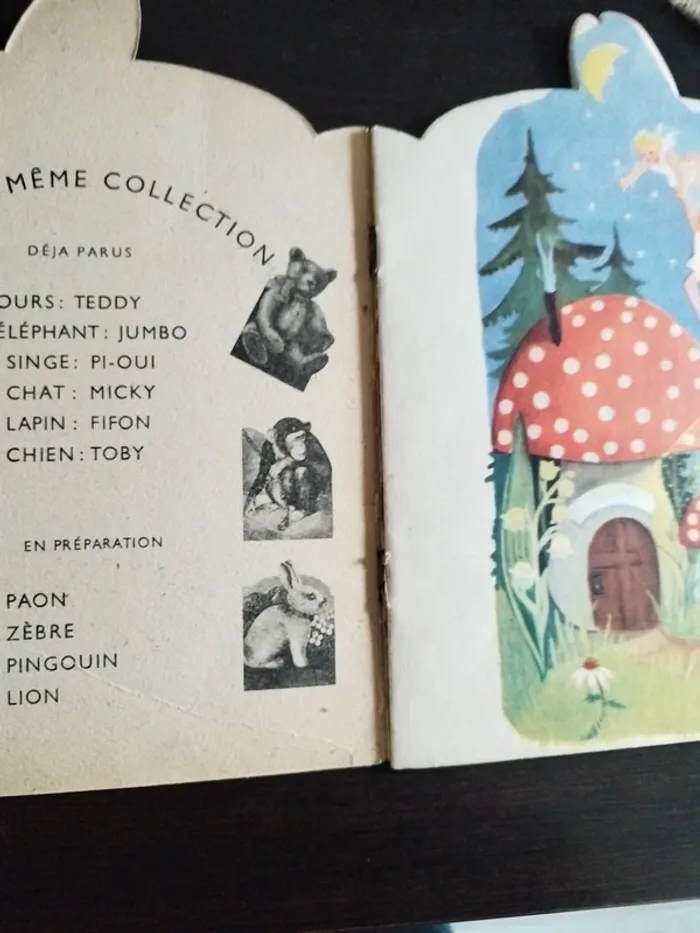 MÊME COLLECTION
DÉJA PARUS
OURS : TEDDY
ÉLÉPHANT : JUMBO
SINGE : PI-OUI
CHAT : MICKY
LAPIN : FIFON
CHIEN : TOBY
EN PRÉPARATION
PAON
ZÈBRE
PINGOUIN
LION